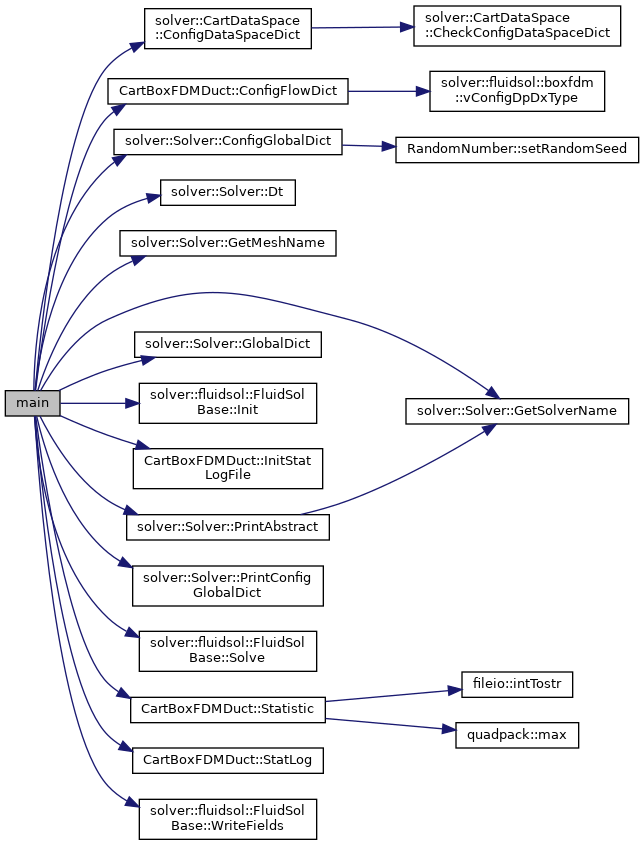 main
solver::CartDataSpace
::ConfigDataSpaceDict
solver::CartDataSpace
::CheckConfigDataSpaceDict
CartBoxFDMDuct::ConfigFlowDict
solver::fluidsol::boxfdm
::vConfigDpDxType
solver::Solver::ConfigGlobalDict
RandomNumber::setRandomSeed
solver::Solver::Dt
solver::Solver::GetMeshName
solver::Solver::GlobalDict
solver::fluidsol::FluidSol
Base::Init
solver::Solver::GetSolverName
CartBoxFDMDuct::InitStat
LogFile
solver::Solver::PrintAbstract
solver::Solver::PrintConfig
GlobalDict
solver::fluidsol::FluidSol
Base::Solve
CartBoxFDMDuct::Statistic
fileio::intTostr
quadpack::max
CartBoxFDMDuct::StatLog
solver::fluidsol::FluidSol
Base::WriteFields